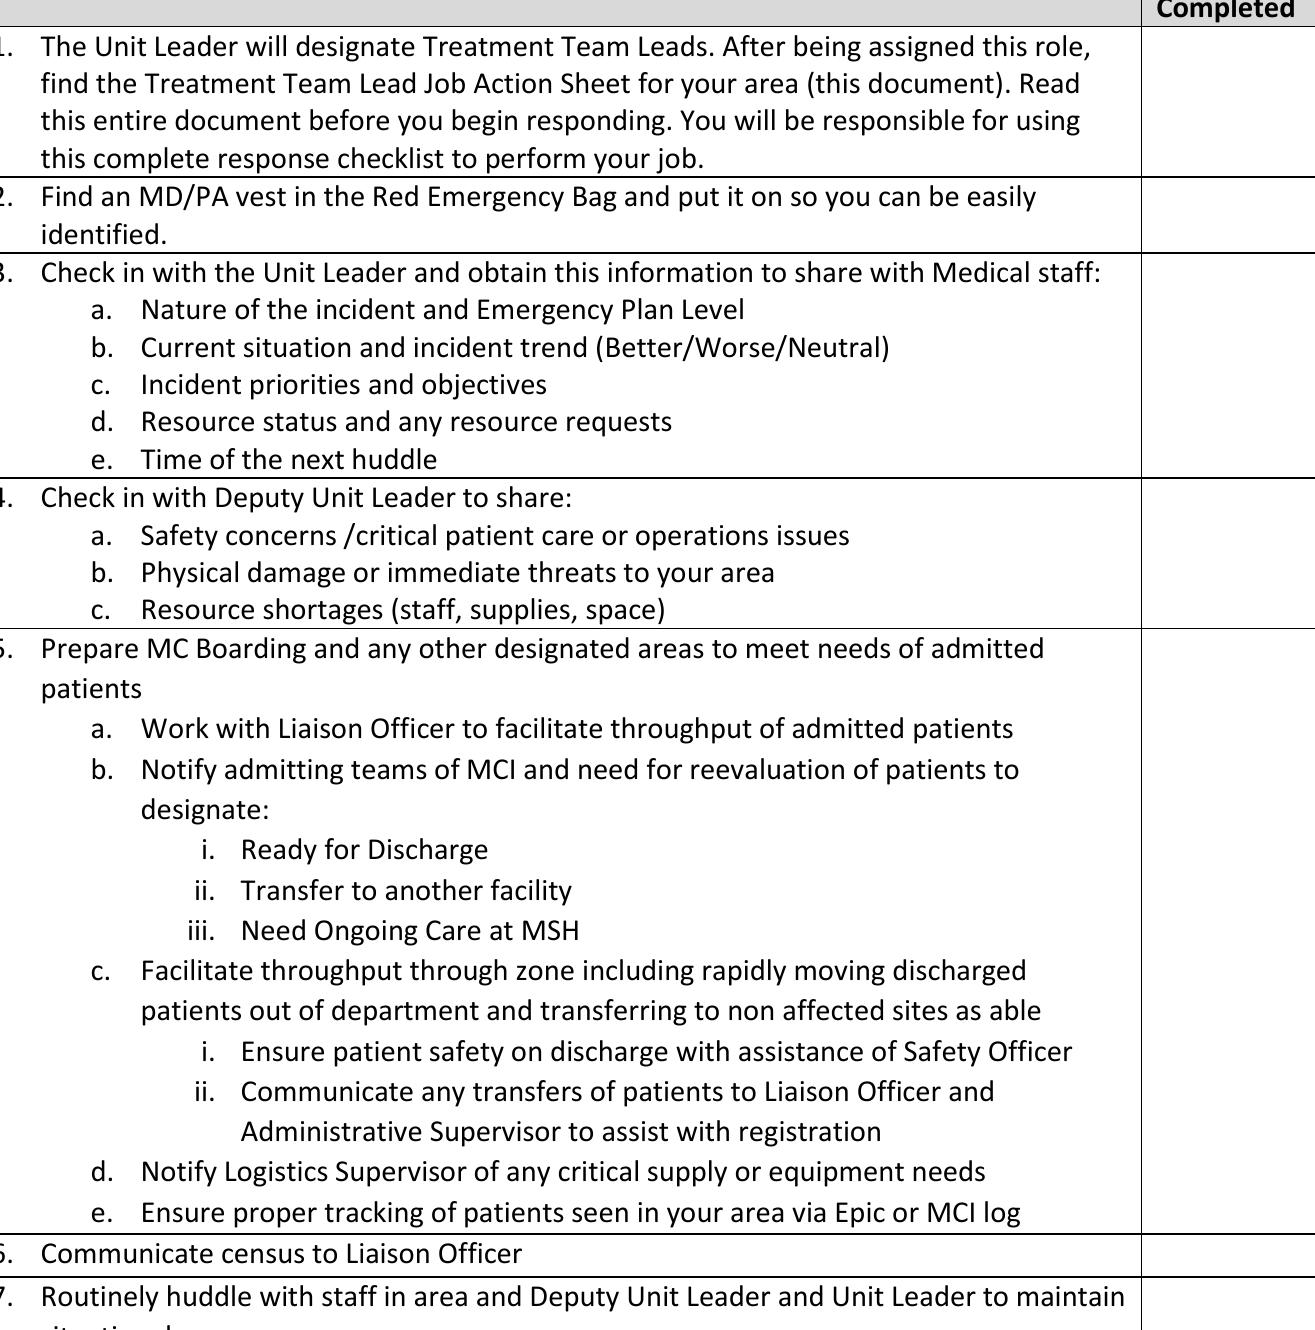 Completed
1. The Unit Leader will designate Treatment Team Leads. After being assigned this role,
find the Treatment Team Lead Job Action Sheet for your area (this document). Read
this entire document before you begin responding. You will be responsible for using
this complete response checklist to perform your job.
2. Find an MD/PA vest in the Red Emergency Bag and put it on so you can be easily
identified.
3. Check in with the Unit Leader and obtain this information to share with Medical staff:
a. Nature of the incident and Emergency Plan Level
b. Current situation and incident trend (Better/Worse/Neutral)
c. Incident priorities and objectives
d. Resource status and any resource requests
e. Time of the next huddle
4. Check in with Deputy Unit Leader to share:
a. Safety concerns /critical patient care or operations issues
b. Physical damage or immediate threats to your area
c. Resource shortages (staff, supplies, space)
5. Prepare MC Boarding and any other designated areas to meet needs of admitted
patients
a. Work with Liaison Officer to facilitate throughput of admitted patients
b. Notify admitting teams of MCI and need for reevaluation of patients to
designate:
i. Ready for Discharge
ii. Transfer to another facility
iii. Need Ongoing Care at MSH
c. Facilitate throughput through zone including rapidly moving discharged
patients out of department and transferring to non affected sites as able
i. Ensure patient safety on discharge with assistance of Safety Officer
ii. Communicate any transfers of patients to Liaison Officer and
Administrative Supervisor to assist with registration
d. Notify Logistics Supervisor of any critical supply or equipment needs
e. Ensure proper tracking of patients seen in your area via Epic or MCI log
6. Communicate census to Liaison Officer
7. Routinely huddle with staff in area and Deputy Unit Leader and Unit Leader to maintain